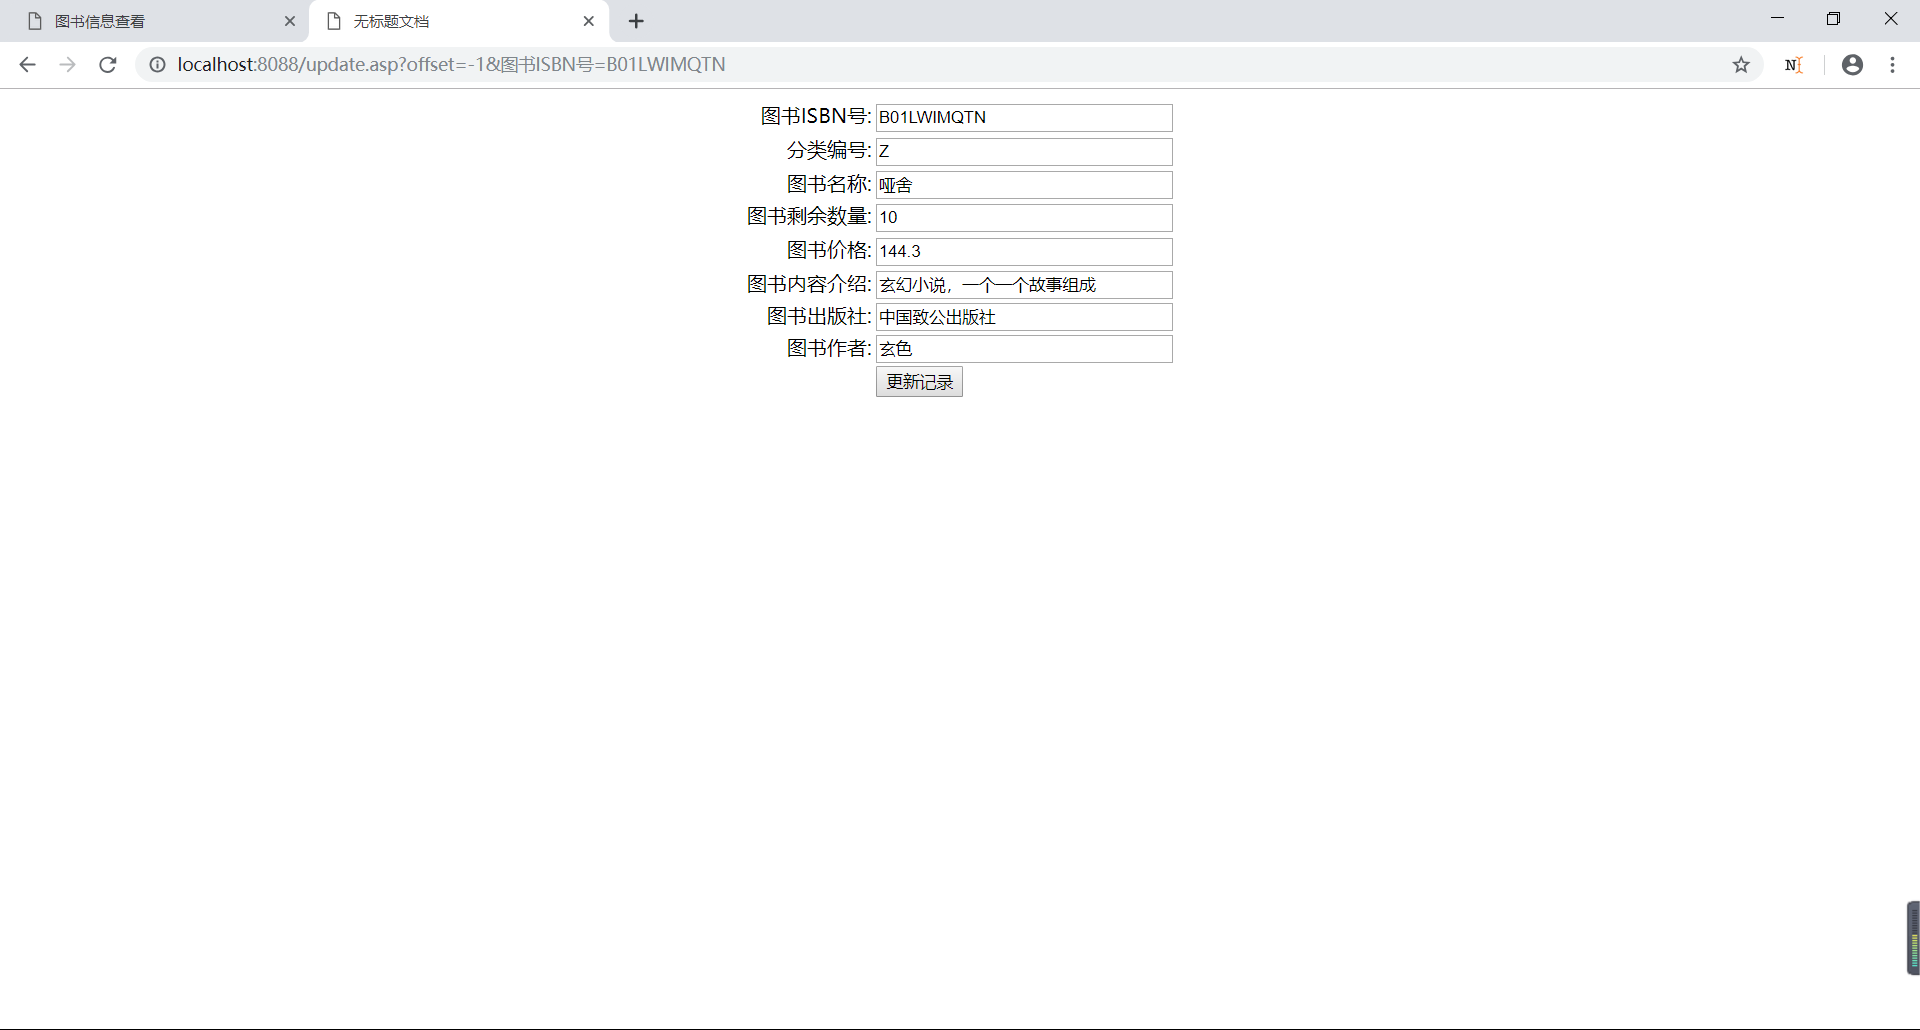 图书信息查看
无标题文档
localhost:8088/update.asp?offset=-1&图书ISBN号=B01LWIMQTN
图书ISBN号: B01LWIMQTN
分类编号: Z
图书名称: 哑舍
图书剩余数量: 10
图书价格: 144.3
图书内容介绍: 玄幻小说，一个一个故事组成
图书出版社: 中国致公出版社
图书作者: 玄色
更新记录